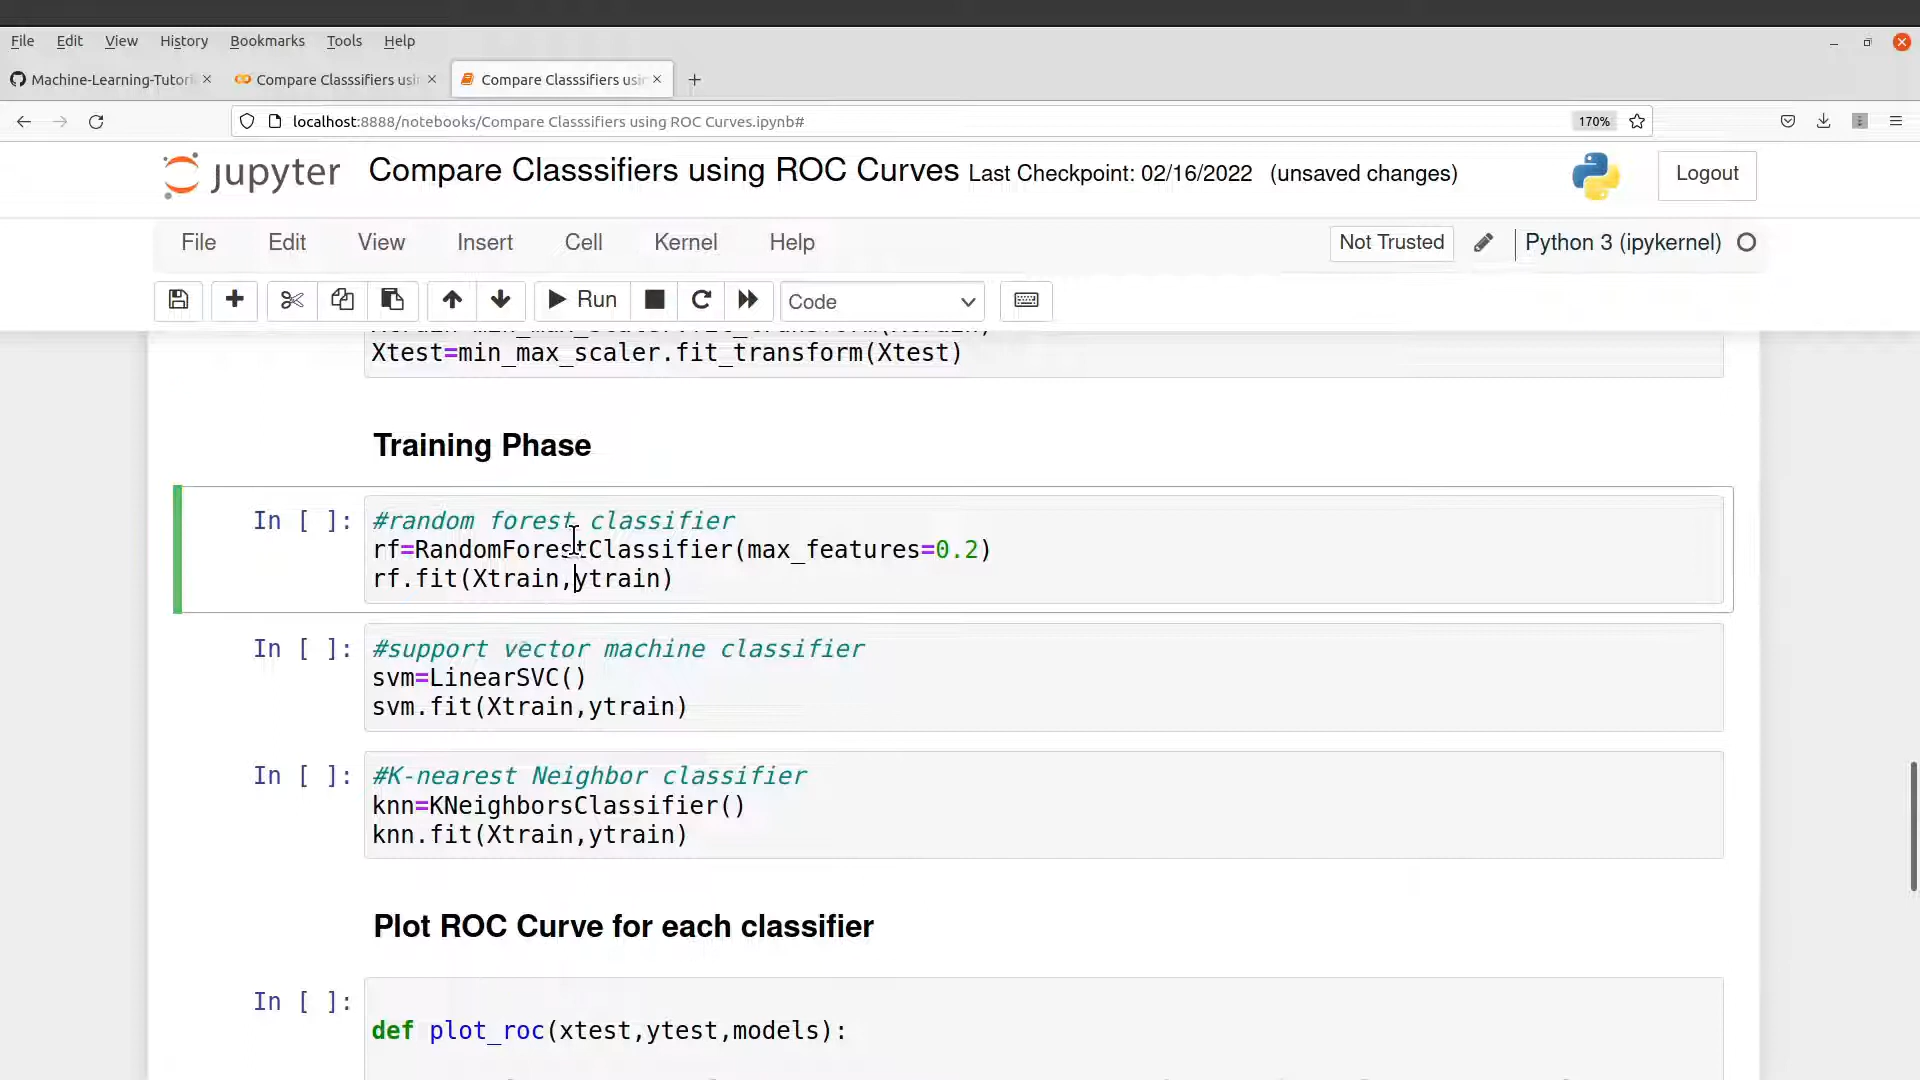 File Edit View History Bookmarks Tools Help
Machine-Learning-Tutori Compare Classsifiers usi Compare Classsifiers usin
localhost:8888/notebooks/Compare Classsifiers using ROC Curves.ipynb# 170%
jupyter Compare Classsifiers using ROC Curves Last Checkpoint: 02/16/2022 (unsaved changes) Logout
File Edit View Insert Cell Kernel Help Not Trusted Python 3 (ipykernel)
Run Code
Xtest=min_max_scaler.fit_transform(Xtest)
Training Phase
In [ ]: #random forest classifier
rf=RandomForestClassifier(max_features=0.2)
rf.fit(Xtrain,ytrain)
In [ ]: #support vector machine classifier
svm=LinearSVC()
svm.fit(Xtrain,ytrain)
In [ ]: #K-nearest Neighbor classifier
knn=KNeighborsClassifier()
knn.fit(Xtrain,ytrain)
Plot ROC Curve for each classifier
In [ ]:
def plot_roc(xtest,ytest,models):